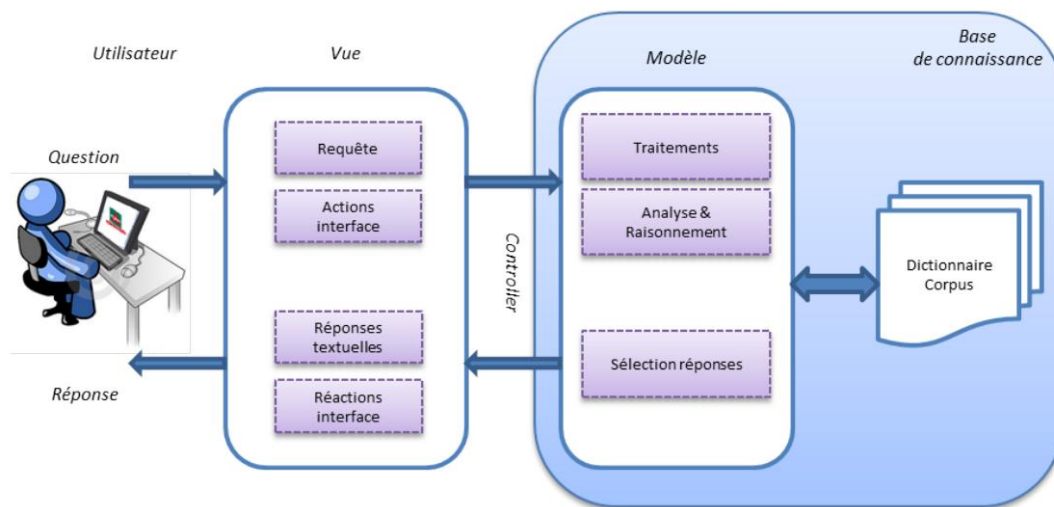 Utilisateur
Vue
Modèle
Base
de connaissance
Question
Requête
Actions
interface
Réponses
textuelles
Réactions
interface
Réponse
Controller
Traitements
Analyse &
Raisonnement
Sélection réponses
Dictionnaire
Corpus